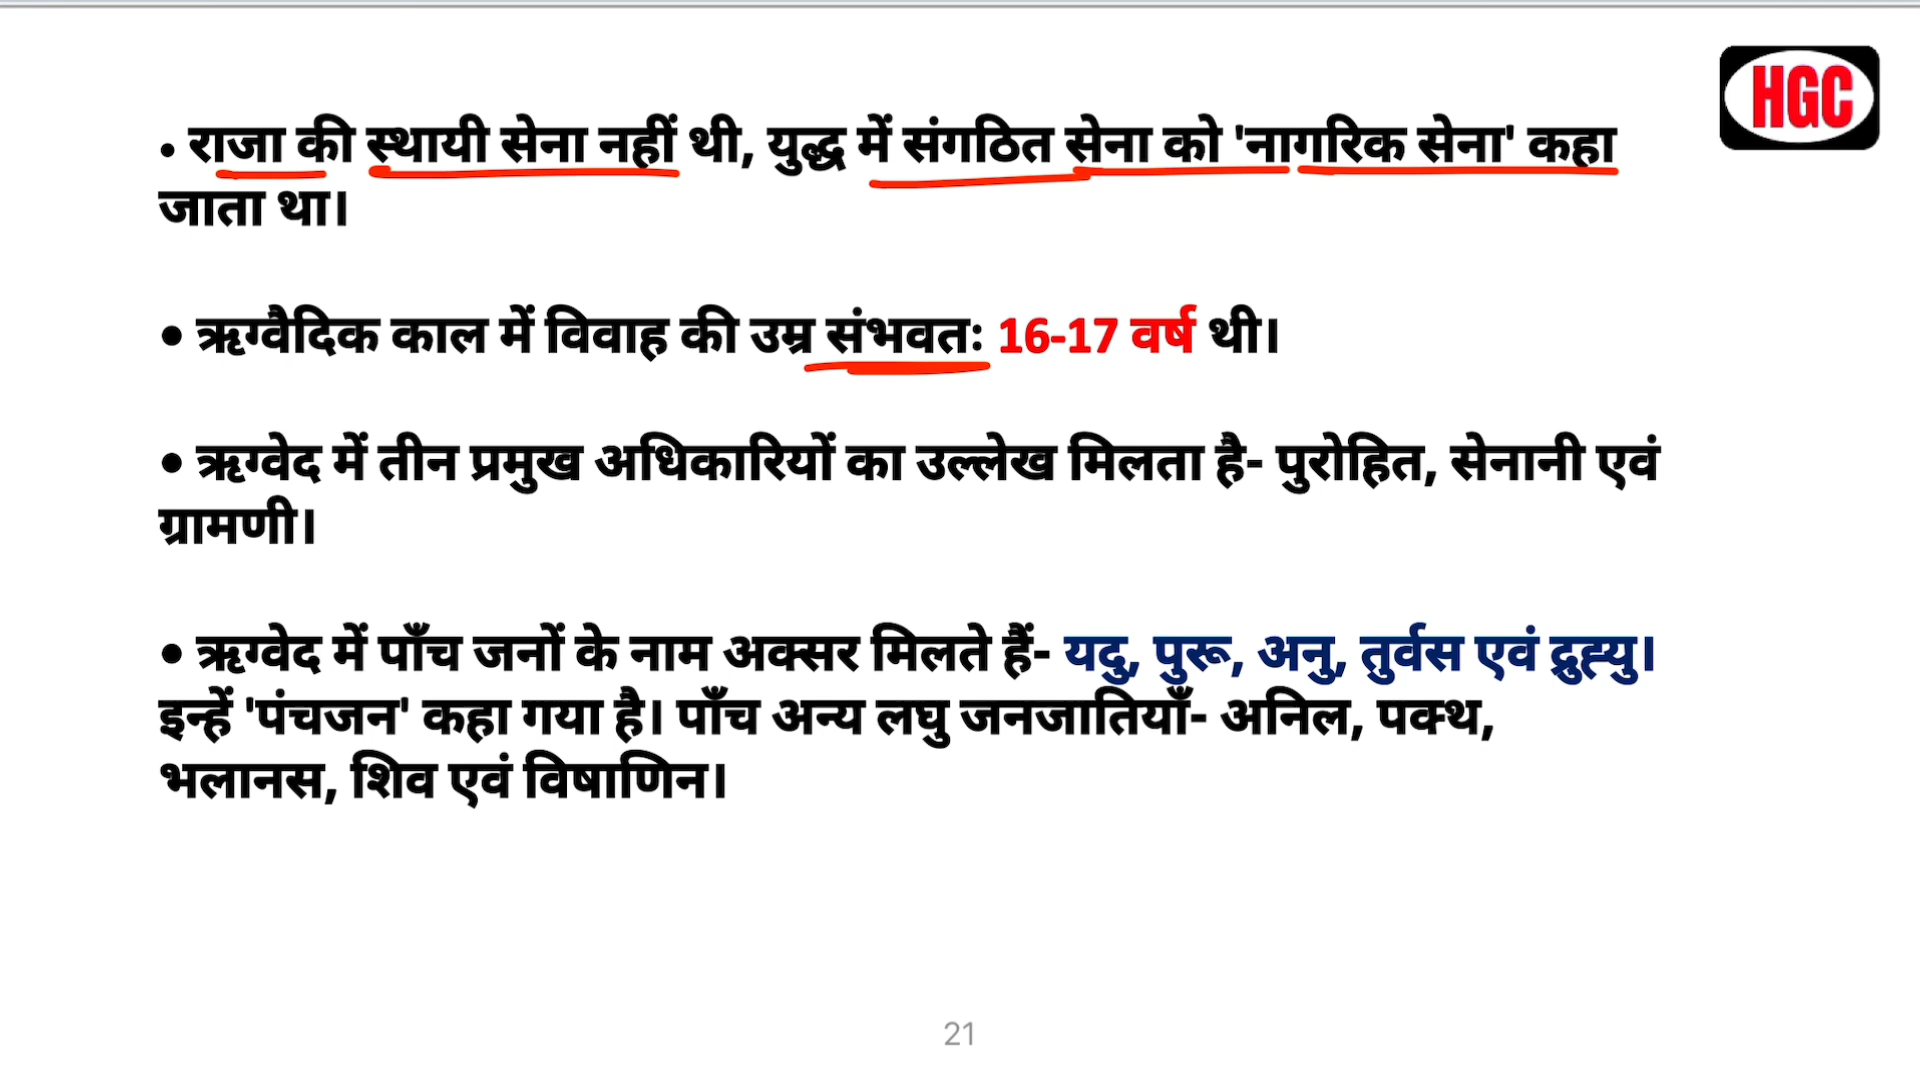 HGC
• राजा की स्थायी सेना नहीं थी, युद्ध में संगठित सेना को 'नागरिक सेना' कहा
जाता था।
• ऋग्वैदिक काल में विवाह की उम्र संभवतः 16-17 वर्ष थी।
• ऋग्वेद में तीन प्रमुख अधिकारियों का उल्लेख मिलता है- पुरोहित, सेनानी एवं
ग्रामणी।
• ऋग्वेद में पाँच जनों के नाम अक्सर मिलते हैं- यदु, पुरू, अनु, तुर्वस एवं द्रुह्यु।
इन्हें 'पंचजन' कहा गया है। पाँच अन्य लघु जनजातियाँ- अनिल, पक्थ,
भलानस, शिव एवं विषाणिन।
21